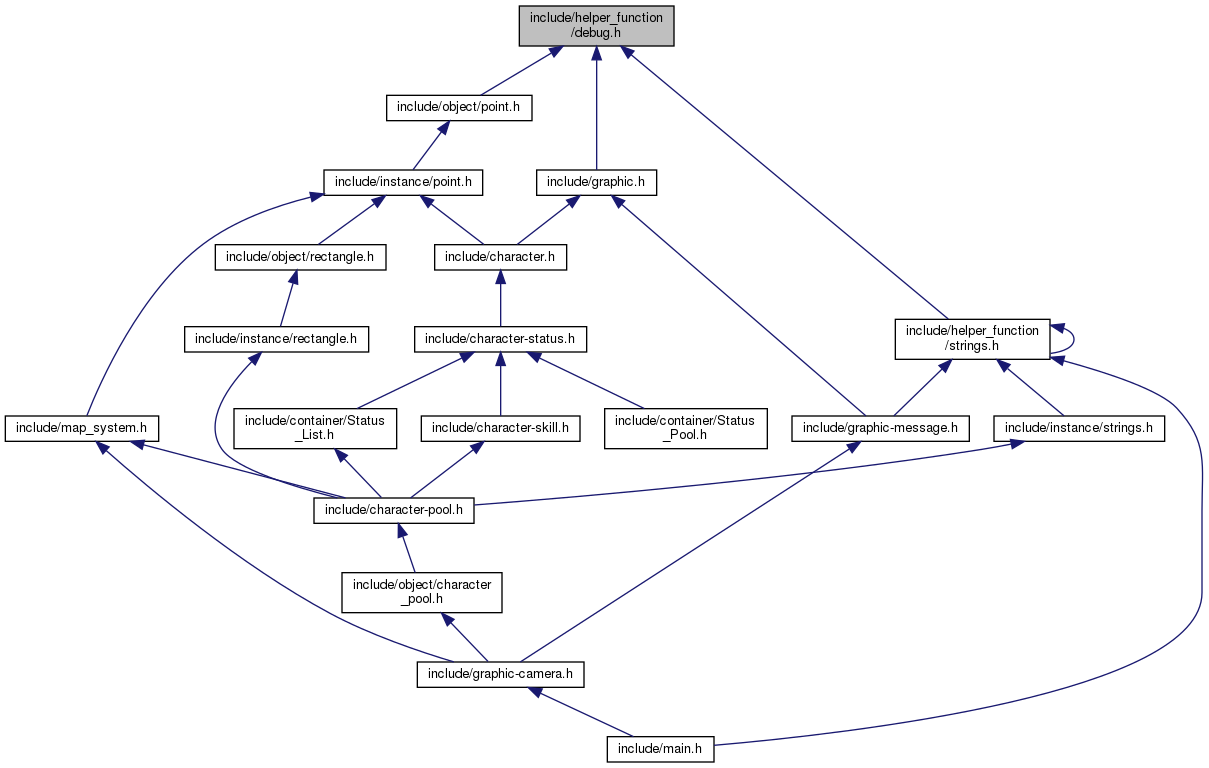 include/helper_function
/debug.h
include/object/point.h
include/instance/point.h
include/graphic.h
include/object/rectangle.h
include/character.h
include/instance/rectangle.h
include/character-status.h
include/helper_function
/strings.h
include/map_system.h
include/container/Status
_List.h
include/character-skill.h
include/container/Status
_Pool.h
include/graphic-message.h
include/instance/strings.h
include/character-pool.h
include/object/character
_pool.h
include/graphic-camera.h
include/main.h